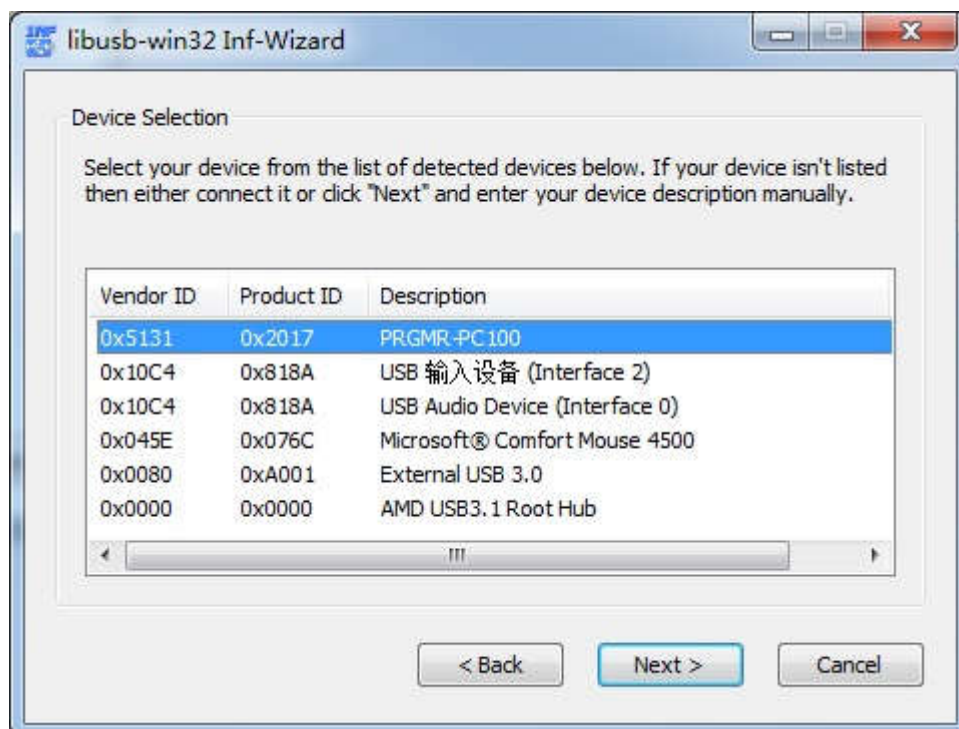 libusb-win32 Inf-Wizard
Device Selection
Select your device from the list of detected devices below. If your device isn't listed
then either connect it or click "Next" and enter your device description manually.
Vendor ID Product ID Description
0x5131 0x2017 PRGMR-PC100
0x10C4 0x818A USB 输入设备 (Interface 2)
0x10C4 0x818A USB Audio Device (Interface 0)
0x045E 0x076C Microsoft® Comfort Mouse 4500
0x0080 0xA001 External USB 3.0
0x0000 0x0000 AMD USB3.1 Root Hub
< Back Next > Cancel